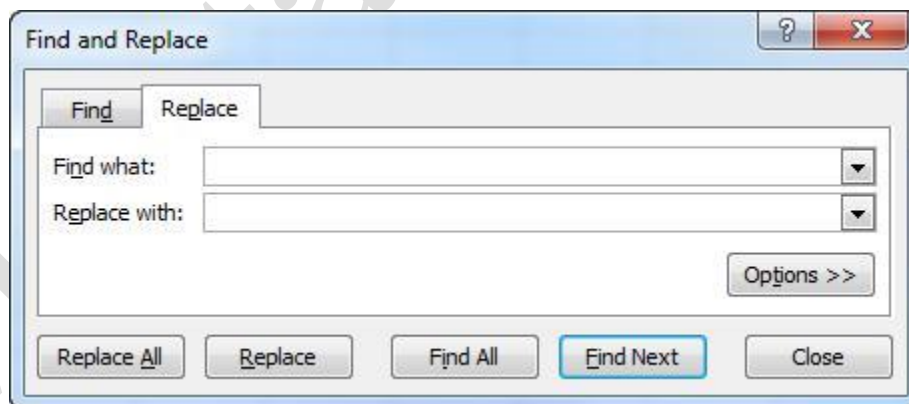 Find and Replace
Find Replace
Find what:
Replace with:
Options >>
Replace All Replace Find All Find Next Close